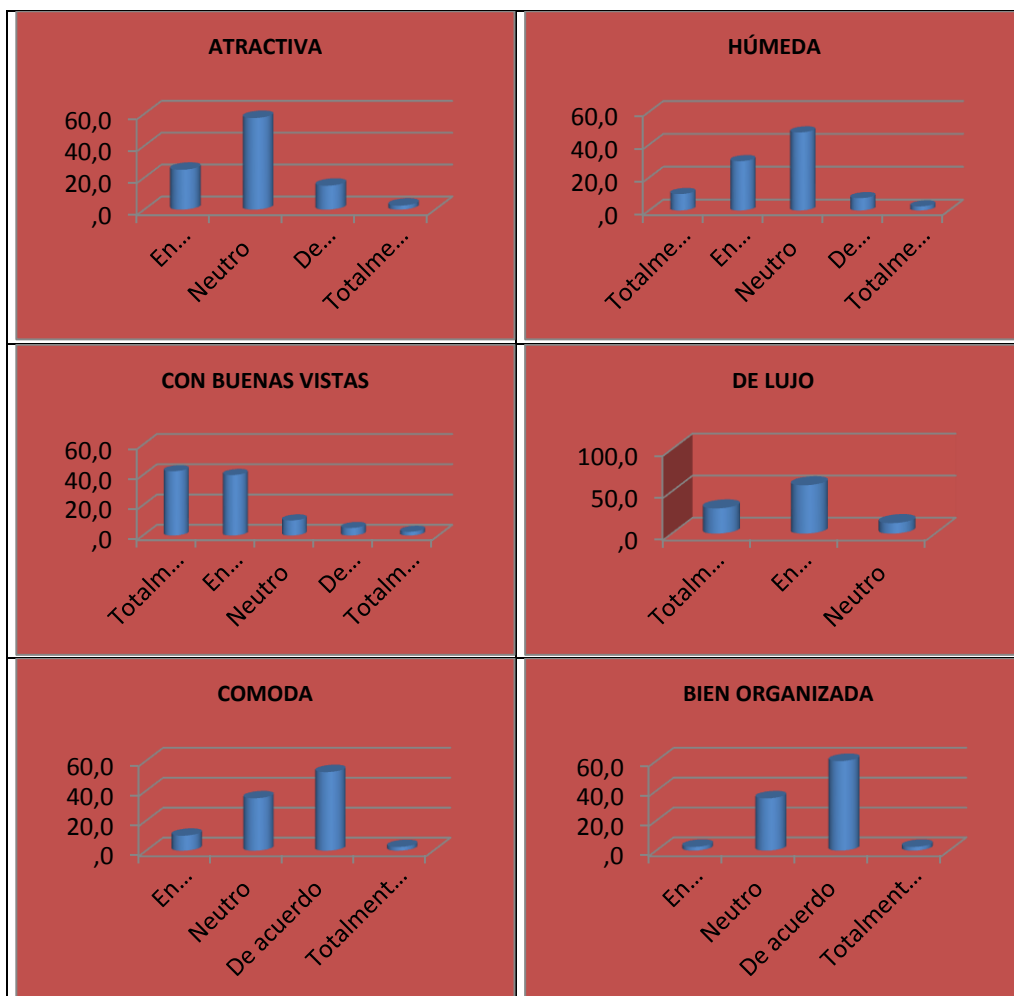 ATRACTIVA
60,0
40,0
20,0
,0
En...
Neutro
De...
Totalme...
HÚMEDA
60,0
40,0
20,0
,0
Totalme...
En...
Neutro
De...
Totalme...
CON BUENAS VISTAS
60,0
40,0
20,0
,0
Totalm...
En...
Neutro
De...
Totalm...
DE LUJO
100,0
50,0
,0
Totalm...
En...
Neutro
COMODA
60,0
40,0
20,0
,0
En...
Neutro
De acuerdo
Totalment...
BIEN ORGANIZADA
60,0
40,0
20,0
,0
En...
Neutro
De acuerdo
Totalment...